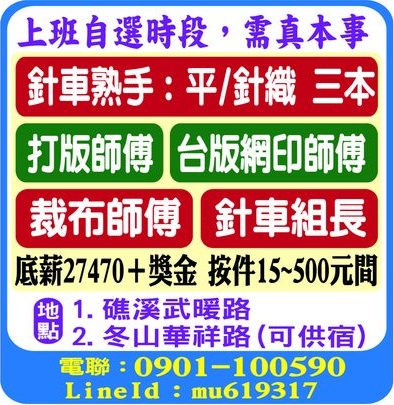 上班自選時段，需真本事
針車熟手：平/針織 三本
打版師傅 台版網印師傅
裁布師傅 針車組長
底薪27470＋獎金 按件15~500元間
地點 1. 礁溪武暖路
2. 冬山華祥路(可供宿)
電聯：0901-100590
LineId：mu619317